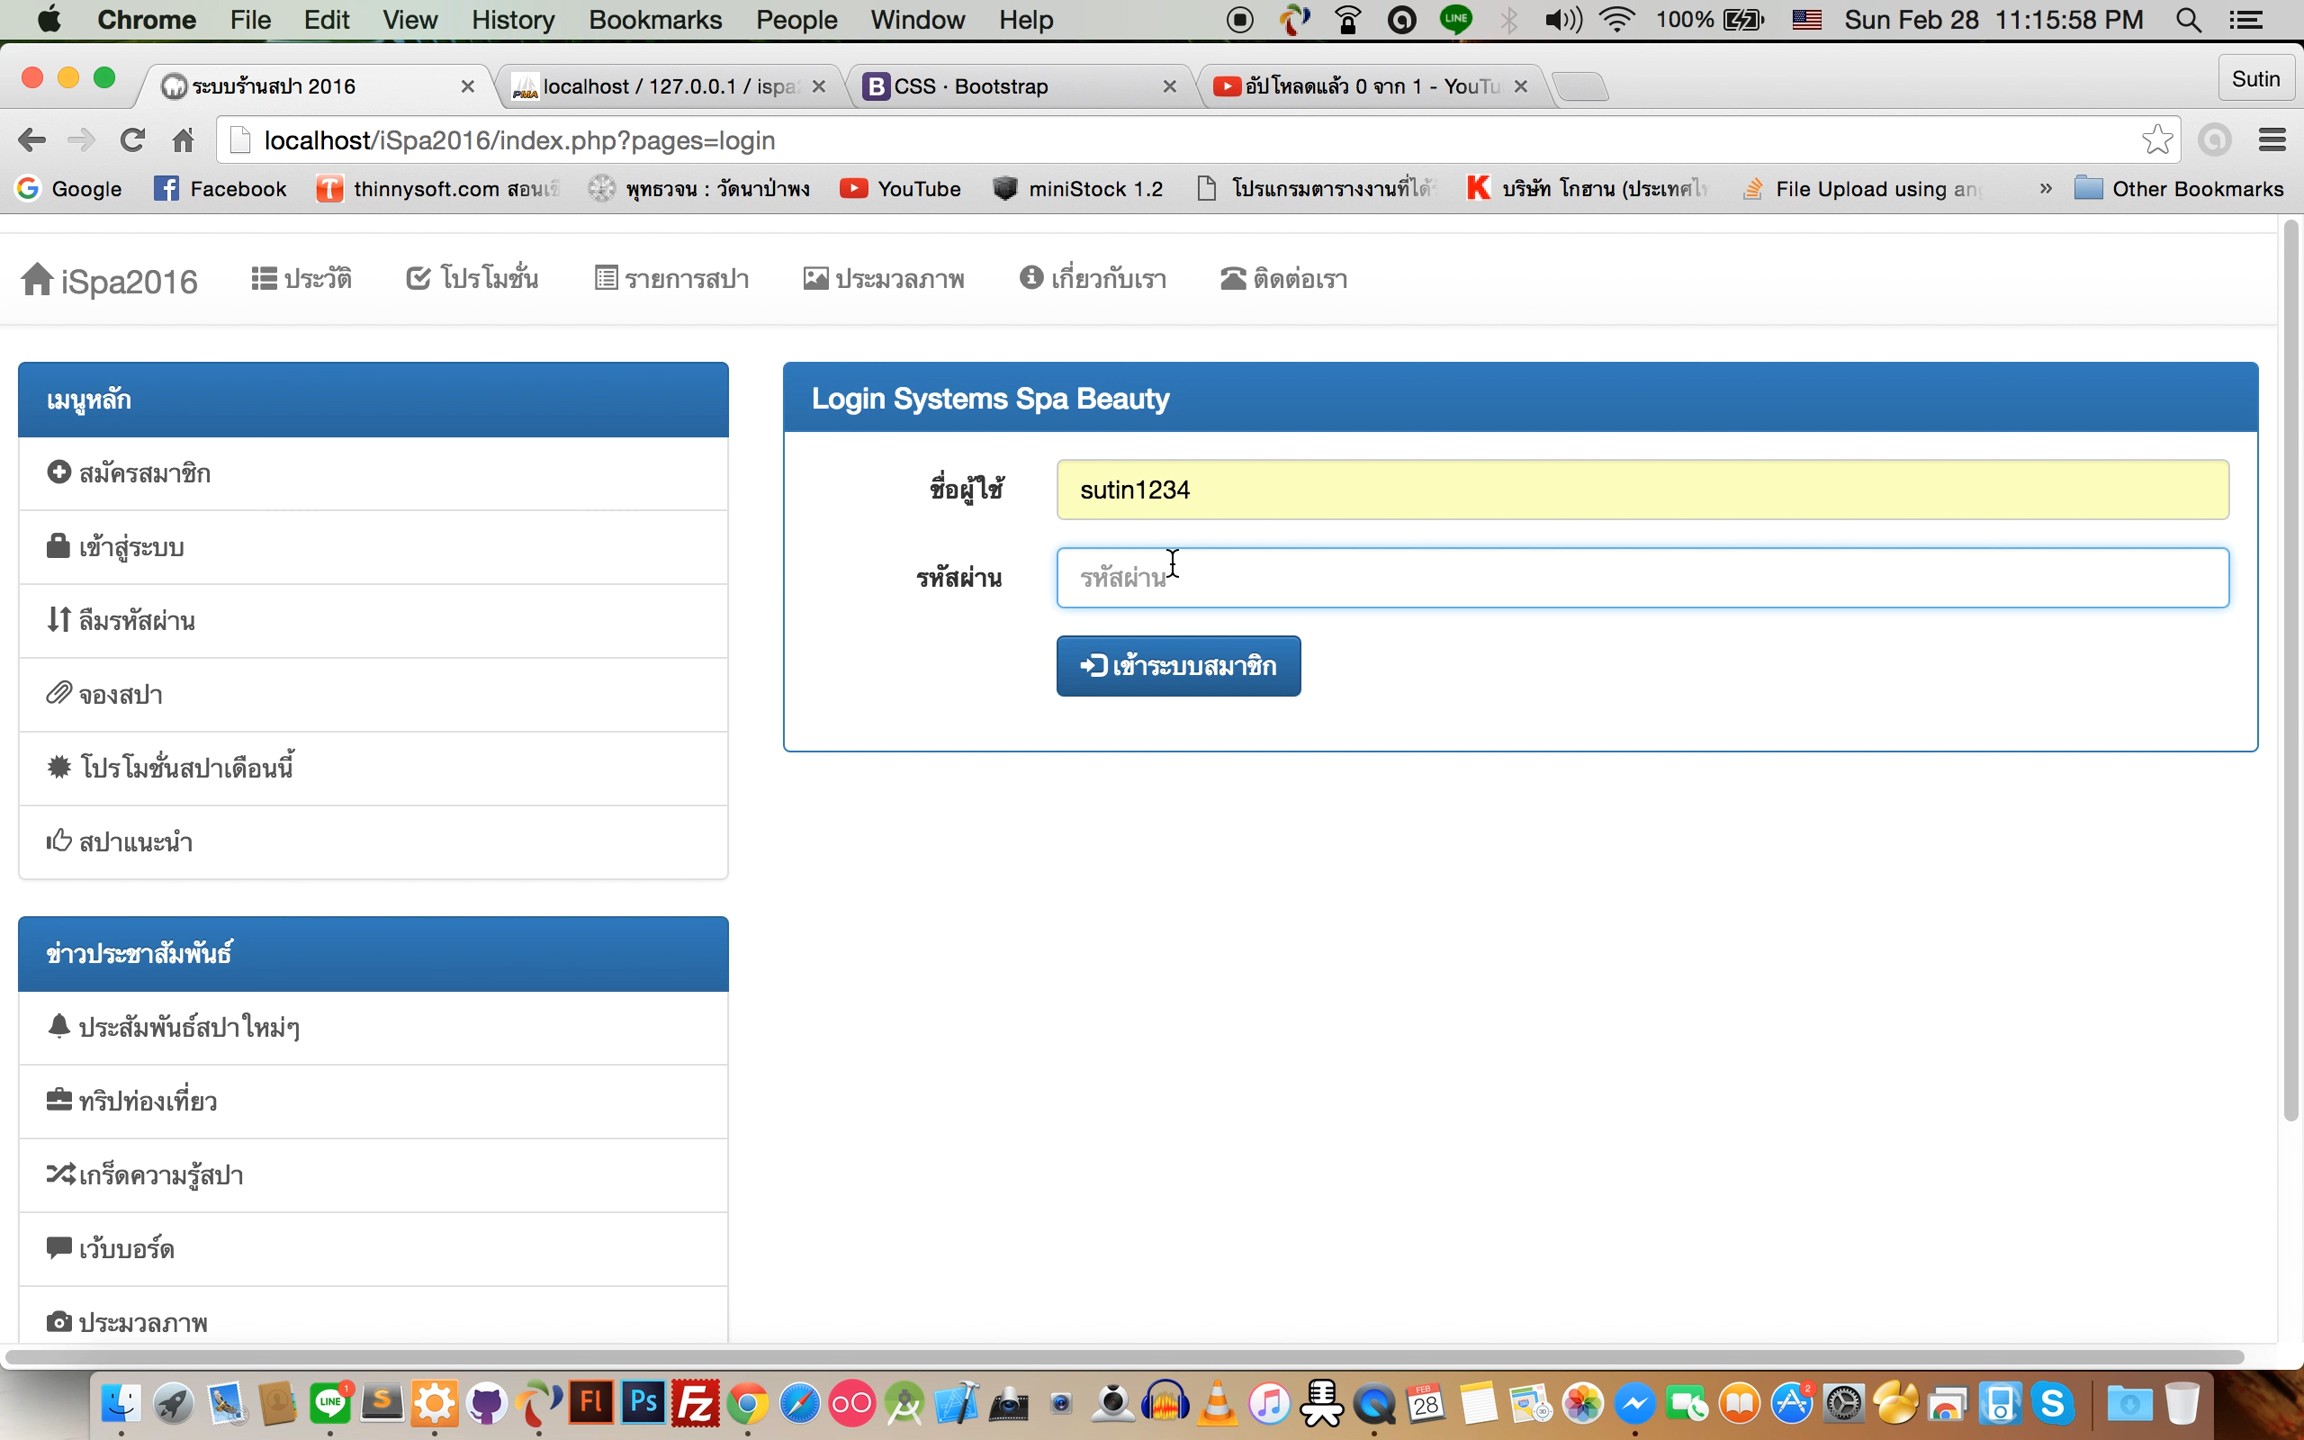 Chrome File Edit View History Bookmarks People Window Help LINE 100% Sun Feb 28 11:15:58 PM
ระบบร้านสปา 2016 localhost / 127.0.0.1 / ispa CSS · Bootstrap อัปโหลดแล้ว 0 จาก 1 - YouTu Sutin
localhost/iSpa2016/index.php?pages=login
Google Facebook thinnysoft.com สอนเขี พุทธวจน : วัดนาป่าพง YouTube miniStock 1.2 โปรแกรมตารางงานที่ได้ บริษัท โกฮาน (ประเทศไ File Upload using an » Other Bookmarks
iSpa2016 ประวัติ โปรโมชั่น รายการสปา ประมวลภาพ เกี่ยวกับเรา ติดต่อเรา
เมนูหลัก
สมัครสมาชิก
เข้าสู่ระบบ
ลืมรหัสผ่าน
จองสปา
โปรโมชั่นสปาเดือนนี้
สปาแนะนำ
ข่าวประชาสัมพันธ์
ประสัมพันธ์สปาใหม่ๆ
ทริปท่องเที่ยว
เกร็ดความรู้สปา
เว้บบอร์ด
ประมวลภาพ
Login Systems Spa Beauty
ชื่อผู้ใช้ sutin1234
รหัสผ่าน รหัสผ่าน
เข้าระบบสมาชิก
LINE 1 S Fl Ps Fz FEB 28 2